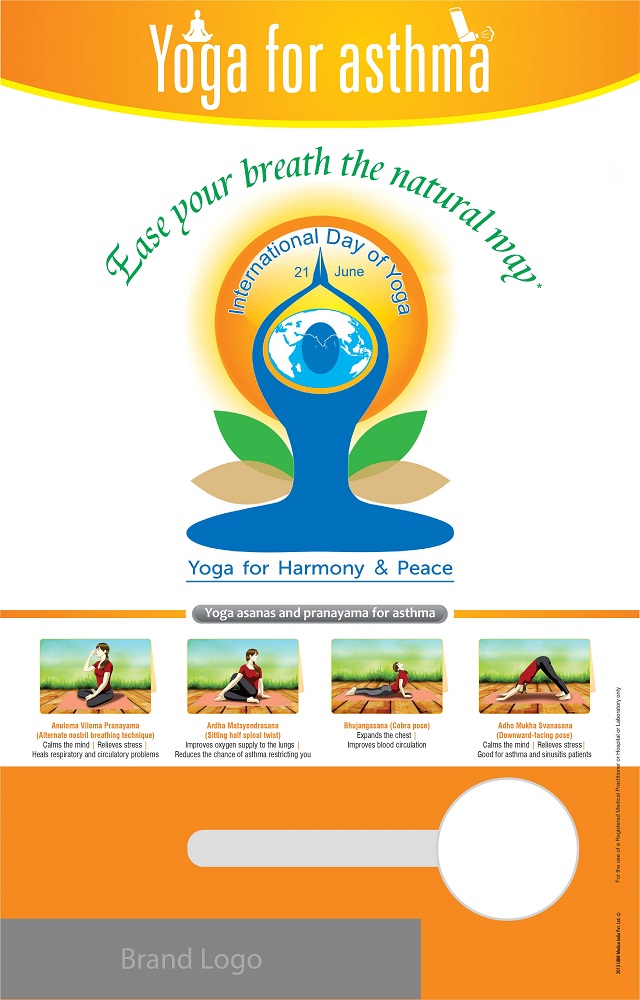 Yoga for asthma
Ease your breath the natural way*
International Day of Yoga
21 June
Yoga for Harmony & Peace
Yoga asanas and pranayama for asthma
Anuloma Viloma Pranayama
(Alternate nostril breathing technique)
Calms the mind | Relieves stress |
Heals respiratory and circulatory problems
Ardha Matsyendrasana
(Sitting half spinal twist)
Improves oxygen supply to the lungs |
Reduces the chance of asthma restricting you
Bhujangasana (Cobra pose)
Expands the chest |
Improves blood circulation
Adho Mukha Svanasana
(Downward-facing pose)
Calms the mind | Relieves stress |
Good for asthma and sinusitis patients
For the use of a Registered Medical Practitioner or Hospital or Laboratory only
Brand Logo